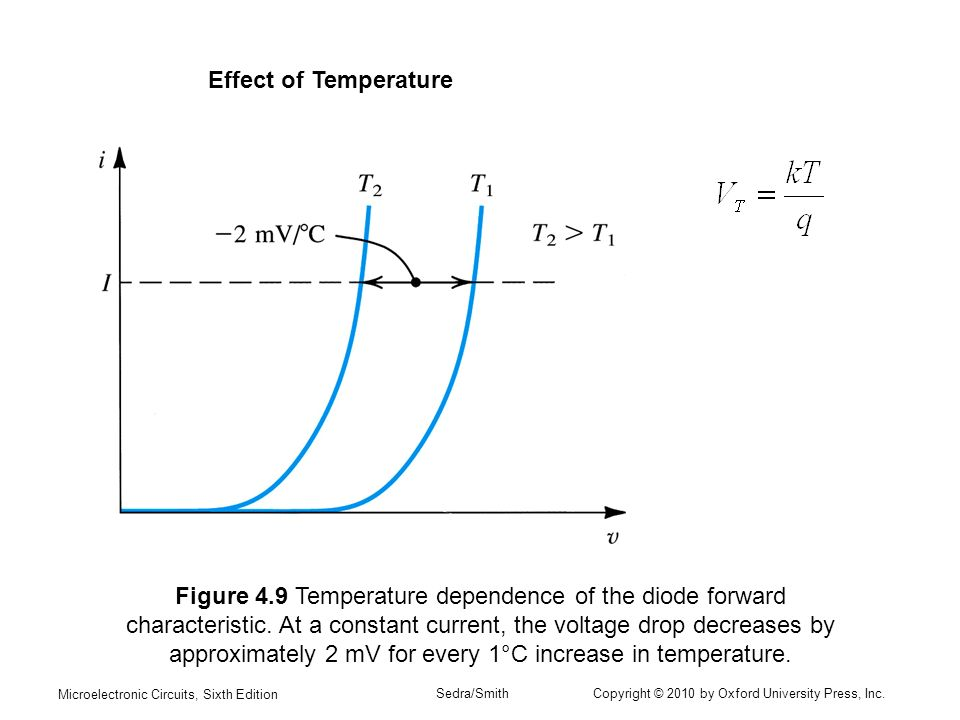 Effect of Temperature
i
T₂ T₁
V_T = kT/q
−2 mV/°C
T₂ > T₁
I
v
Figure 4.9 Temperature dependence of the diode forward
characteristic. At a constant current, the voltage drop decreases by
approximately 2 mV for every 1°C increase in temperature.
Microelectronic Circuits, Sixth Edition Sedra/Smith Copyright © 2010 by Oxford University Press, Inc.